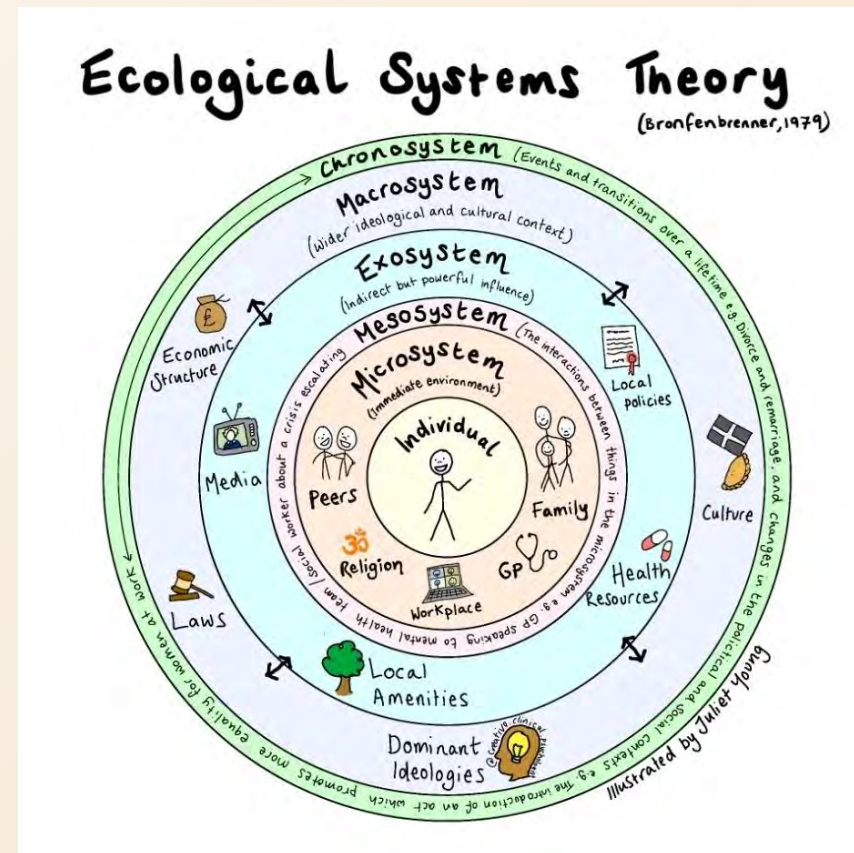 Ecological Systems Theory
(Bronfenbrenner, 1979)
Chronosystem (Events and transitions over a lifetime e.g. Divorce and remarriage, and changes in the political and social contexts e.g. The introduction of an act which promotes more equality for women at work
Macrosystem
(Wider ideological and cultural context)
Exosystem
(Indirect but powerful influence)
Mesosystem (The interactions between things in the microsystem e.g. GP speaking to mental health team / social worker about a crisis escalating
Microsystem
(Immediate environment)
Individual
£
Economic
Structure
Local
policies
Media
Peers
Family
Culture
ॐ
Religion
GP
Workplace
Health
Resources
Laws
Local
Amenities
Dominant
Ideologies
@creative.clinical.psychologist
Illustrated by Juliet Young